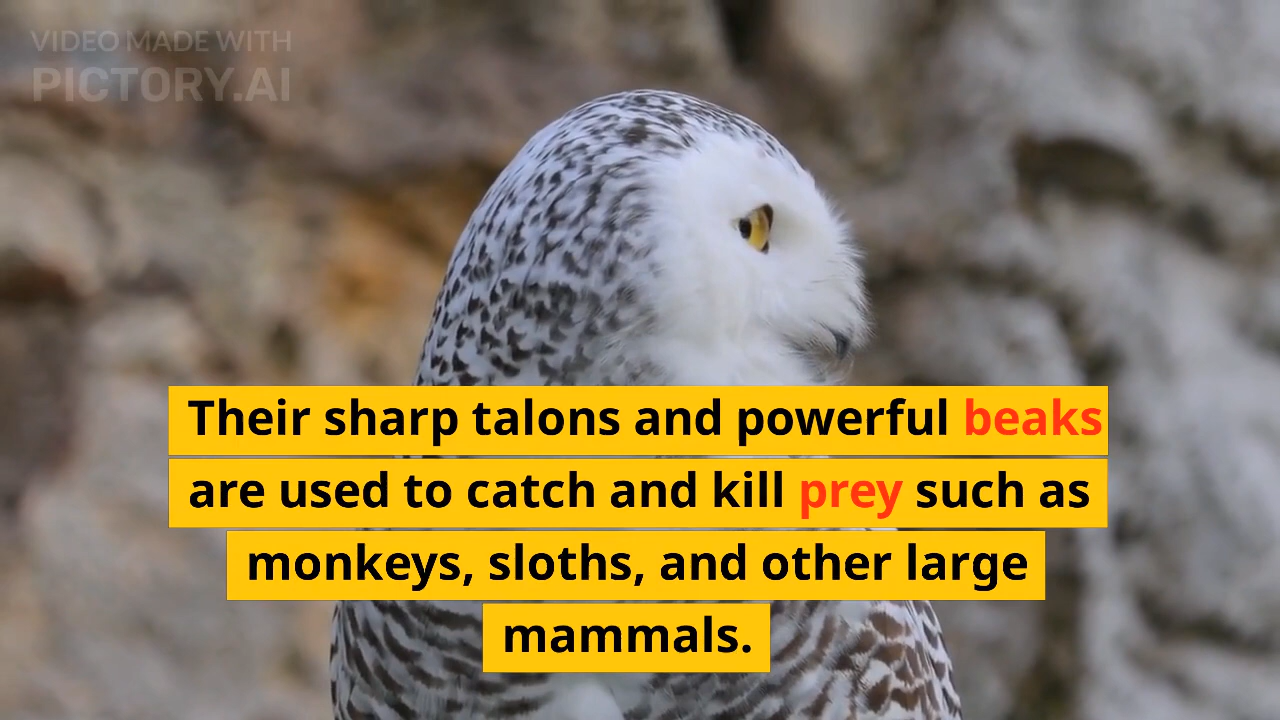 VIDEO MADE WITH
PICTORY.AI
Their sharp talons and powerful beaks
are used to catch and kill prey such as
monkeys, sloths, and other large
mammals.